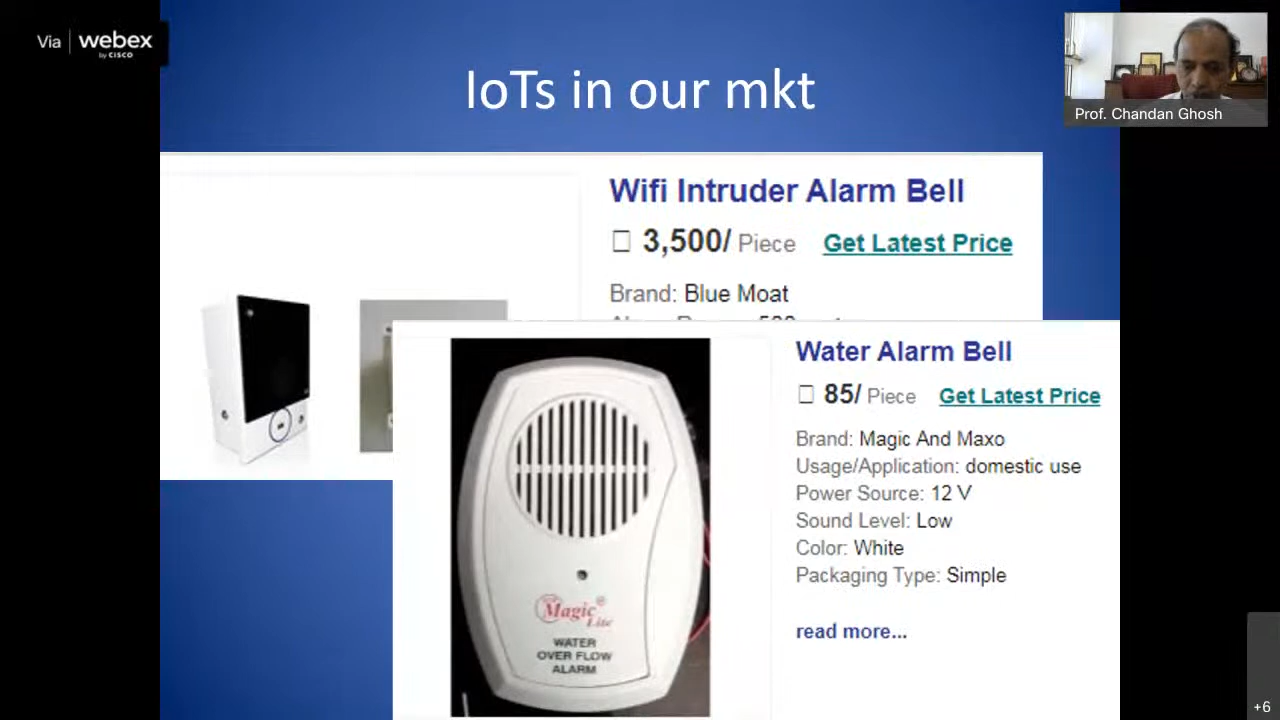 Via webex
by CISCO
IoTs in our mkt
Prof. Chandan Ghosh
Wifi Intruder Alarm Bell
3,500/ Piece Get Latest Price
Brand: Blue Moat
Water Alarm Bell
85/ Piece Get Latest Price
Brand: Magic And Maxo
Usage/Application: domestic use
Power Source: 12 V
Sound Level: Low
Color: White
Packaging Type: Simple
read more...
Magic
Lite
WATER
OVER FLOW
ALARM
+6